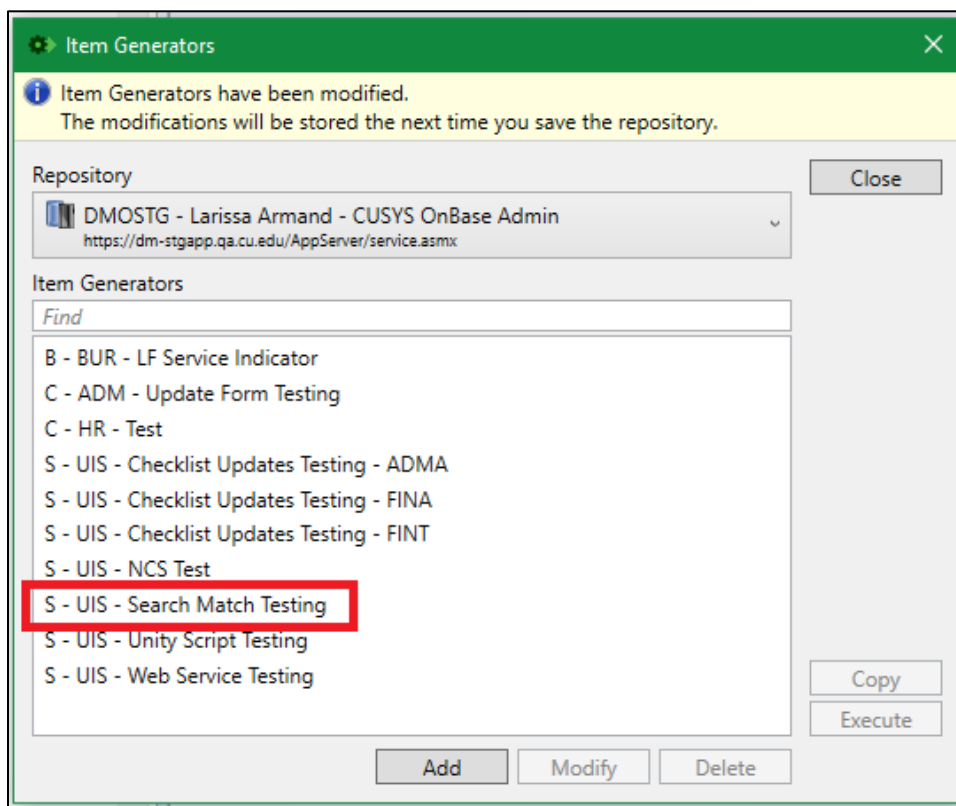 Item Generators
Item Generators have been modified.
The modifications will be stored the next time you save the repository.
Repository
Close
DMOSTG - Larissa Armand - CUSYS OnBase Admin
https://dm-stgapp.qa.cu.edu/AppServer/service.asmx
Item Generators
Find
B - BUR - LF Service Indicator
C - ADM - Update Form Testing
C - HR - Test
S - UIS - Checklist Updates Testing - ADMA
S - UIS - Checklist Updates Testing - FINA
S - UIS - Checklist Updates Testing - FINT
S - UIS - NCS Test
S - UIS - Search Match Testing
S - UIS - Unity Script Testing
S - UIS - Web Service Testing
Copy
Execute
Add
Modify
Delete